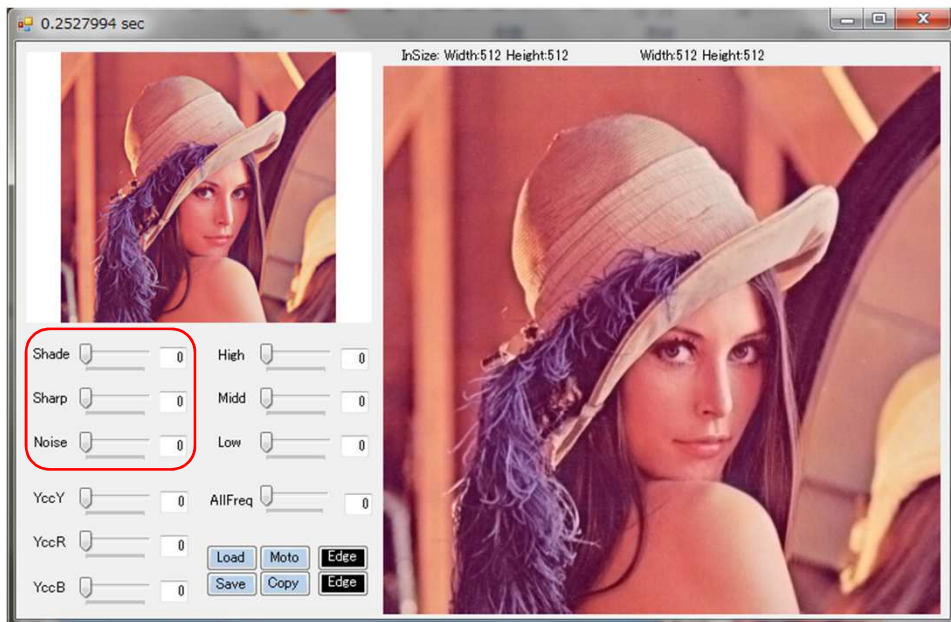 0.2527994 sec
InSize: Width:512 Height:512 Width:512 Height:512
Shade 0 High 0
Sharp 0 Midd 0
Noise 0 Low 0
YccY 0 AllFreq 0
YccR 0
Load Moto Edge
YccB 0
Save Copy Edge